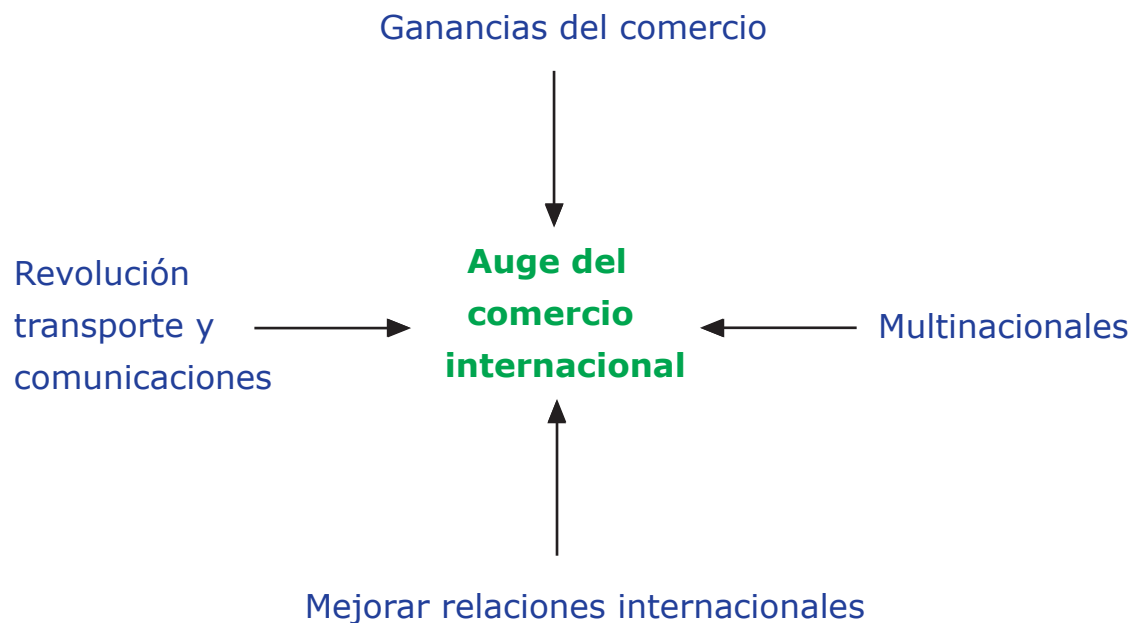 Ganancias del comercio
Revolución
transporte y
comunicaciones
Auge del
comercio
internacional
Multinacionales
Mejorar relaciones internacionales